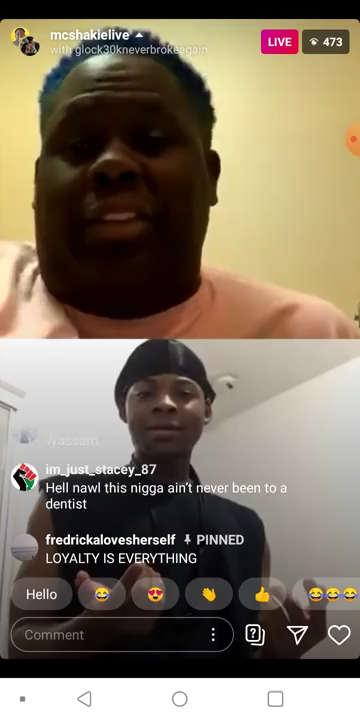 mcshakielive
LIVE
473
with glock30kneverbrokeagain
Wassam
im_just_stacey_87
Hell nawl this nigga ain't never been to a
dentist
fredrickalovesherself PINNED
LOYALTY IS EVERYTHING
Hello
Comment